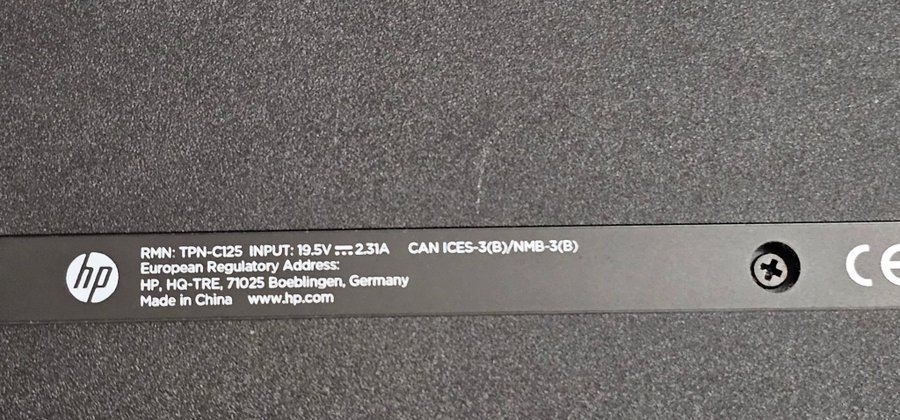 hp
RMN: TPN-C125 INPUT: 19.5V⎓2.31A CAN ICES-3(B)/NMB-3(B)
European Regulatory Address:
HP, HQ-TRE, 71025 Boeblingen, Germany
Made in China www.hp.com
CE